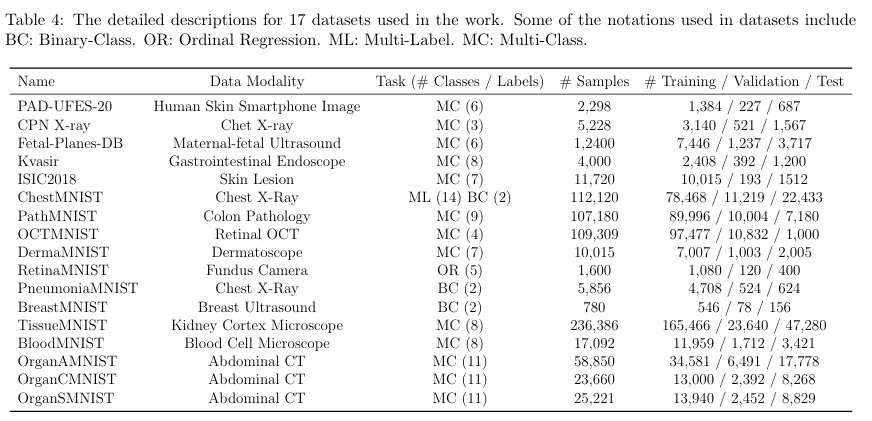 Table 4: The detailed descriptions for 17 datasets used in the work. Some of the notations used in datasets include
BC: Binary-Class. OR: Ordinal Regression. ML: Multi-Label. MC: Multi-Class.
Name Data Modality Task (# Classes / Labels) # Samples # Training / Validation / Test
PAD-UFES-20 Human Skin Smartphone Image MC (6) 2,298 1,384 / 227 / 687
CPN X-ray Chet X-ray MC (3) 5,228 3,140 / 521 / 1,567
Fetal-Planes-DB Maternal-fetal Ultrasound MC (6) 1,2400 7,446 / 1,237 / 3,717
Kvasir Gastrointestinal Endoscope MC (8) 4,000 2,408 / 392 / 1,200
ISIC2018 Skin Lesion MC (7) 11,720 10,015 / 193 / 1512
ChestMNIST Chest X-Ray ML (14) BC (2) 112,120 78,468 / 11,219 / 22,433
PathMNIST Colon Pathology MC (9) 107,180 89,996 / 10,004 / 7,180
OCTMNIST Retinal OCT MC (4) 109,309 97,477 / 10,832 / 1,000
DermaMNIST Dermatoscope MC (7) 10,015 7,007 / 1,003 / 2,005
RetinaMNIST Fundus Camera OR (5) 1,600 1,080 / 120 / 400
PneumoniaMNIST Chest X-Ray BC (2) 5,856 4,708 / 524 / 624
BreastMNIST Breast Ultrasound BC (2) 780 546 / 78 / 156
TissueMNIST Kidney Cortex Microscope MC (8) 236,386 165,466 / 23,640 / 47,280
BloodMNIST Blood Cell Microscope MC (8) 17,092 11,959 / 1,712 / 3,421
OrganAMNIST Abdominal CT MC (11) 58,850 34,581 / 6,491 / 17,778
OrganCMNIST Abdominal CT MC (11) 23,660 13,000 / 2,392 / 8,268
OrganSMNIST Abdominal CT MC (11) 25,221 13,940 / 2,452 / 8,829